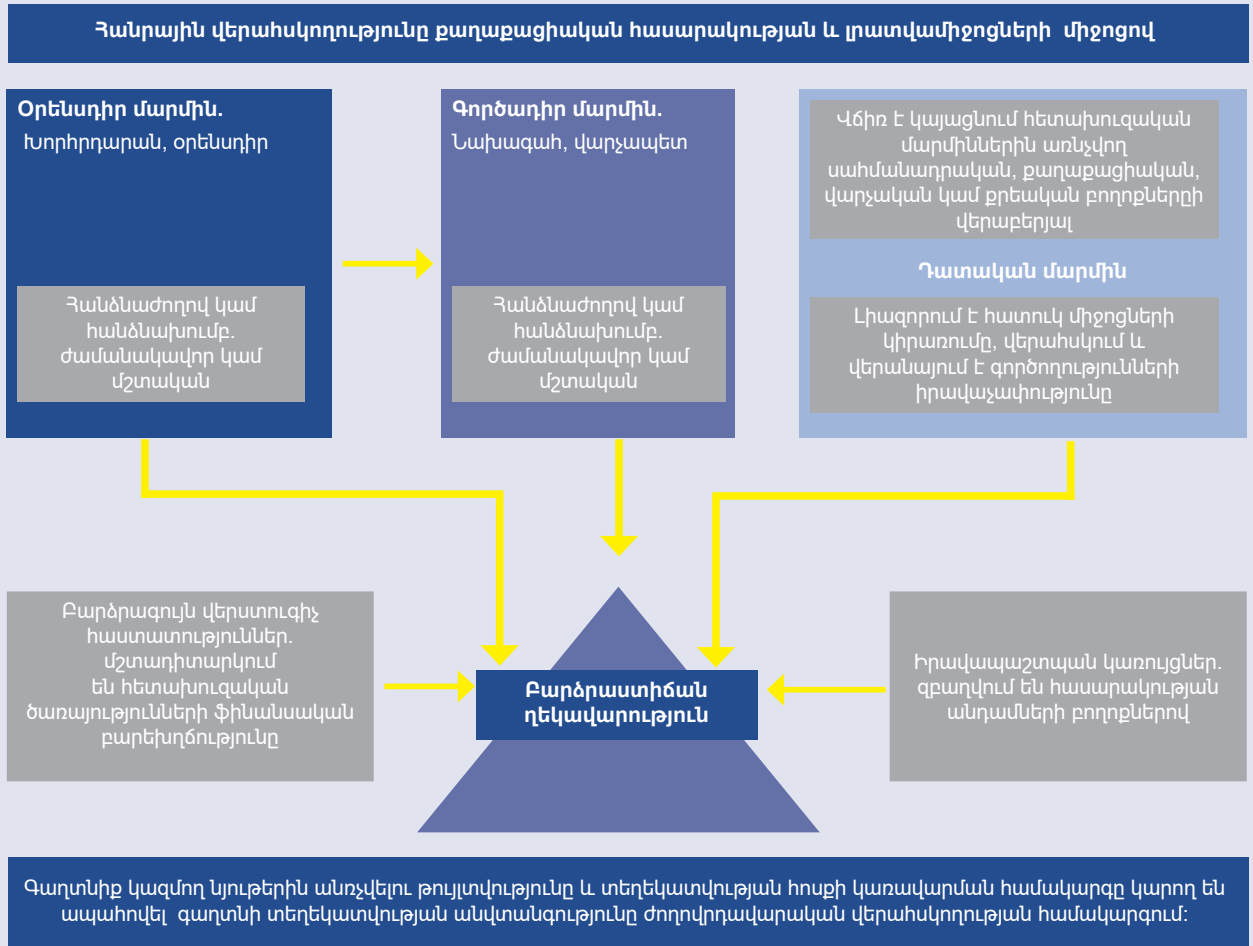 Հանրային վերահսկողությունը քաղաքացիական հասարակության և լրատվամիջոցների միջոցով
Օրենսդիր մարմին.
Խորհրդարան, օրենսդիր
Հանձնաժողով կամ
հանձնախումբ.
ժամանակավոր կամ
մշտական
Գործադիր մարմին.
Նախագահ, վարչապետ
Հանձնաժողով կամ
հանձնախումբ.
ժամանակավոր կամ
մշտական
Վճիռ է կայացնում հետախուզական
մարմիններին առնչվող
սահմանադրական, քաղաքացիական,
վարչական կամ քրեական բողոքներըի
վերաբերյալ
Դատական մարմին
Լիազորում է հատուկ միջոցների
կիրառումը, վերահսկում և
վերանայում է գործողությունների
իրավաչափությունը
Բարձրագույն վերստուգիչ
հաստատություններ.
մշտադիտարկում
են հետախուզական
ծառայությունների ֆինանսական
բարեխղճությունը
Բարձրաստիճան
ղեկավարություն
Իրավապաշտպան կառույցներ.
զբաղվում են հասարակության
անդամների բողոքներով
Գաղտնիք կազմող նյութերին անռչվելու թույլտվությունը և տեղեկատվության հոսքի կառավարման համակարգը կարող են
ապահովել գաղտնի տեղեկատվության անվտանգությունը ժողովրդավարական վերահսկողության համակարգում: